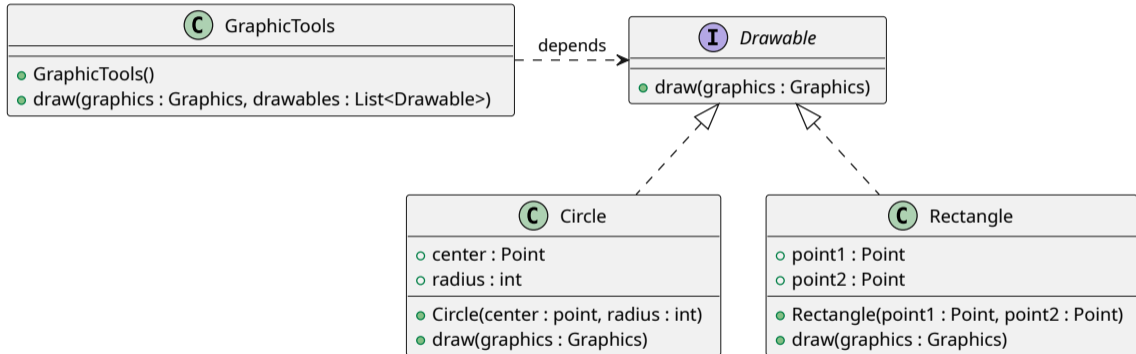 C GraphicTools
GraphicTools()
draw(graphics : Graphics, drawables : List<Drawable>)
depends
I Drawable
draw(graphics : Graphics)
C Circle
center : Point
radius : int
Circle(center : point, radius : int)
draw(graphics : Graphics)
C Rectangle
point1 : Point
point2 : Point
Rectangle(point1 : Point, point2 : Point)
draw(graphics : Graphics)